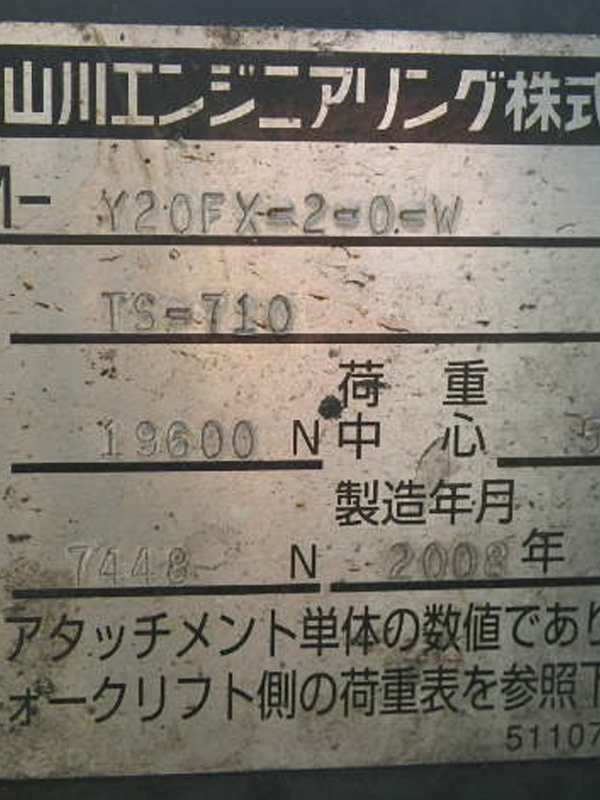 山川エンジニアリング株式
M- Y20FX-2-0-W
TS-710
荷重
19600 N 中心 5
製造年月
7448 N 2008 年
アタッチメント単体の数値であり
ォークリフト側の荷重表を参照下
51107